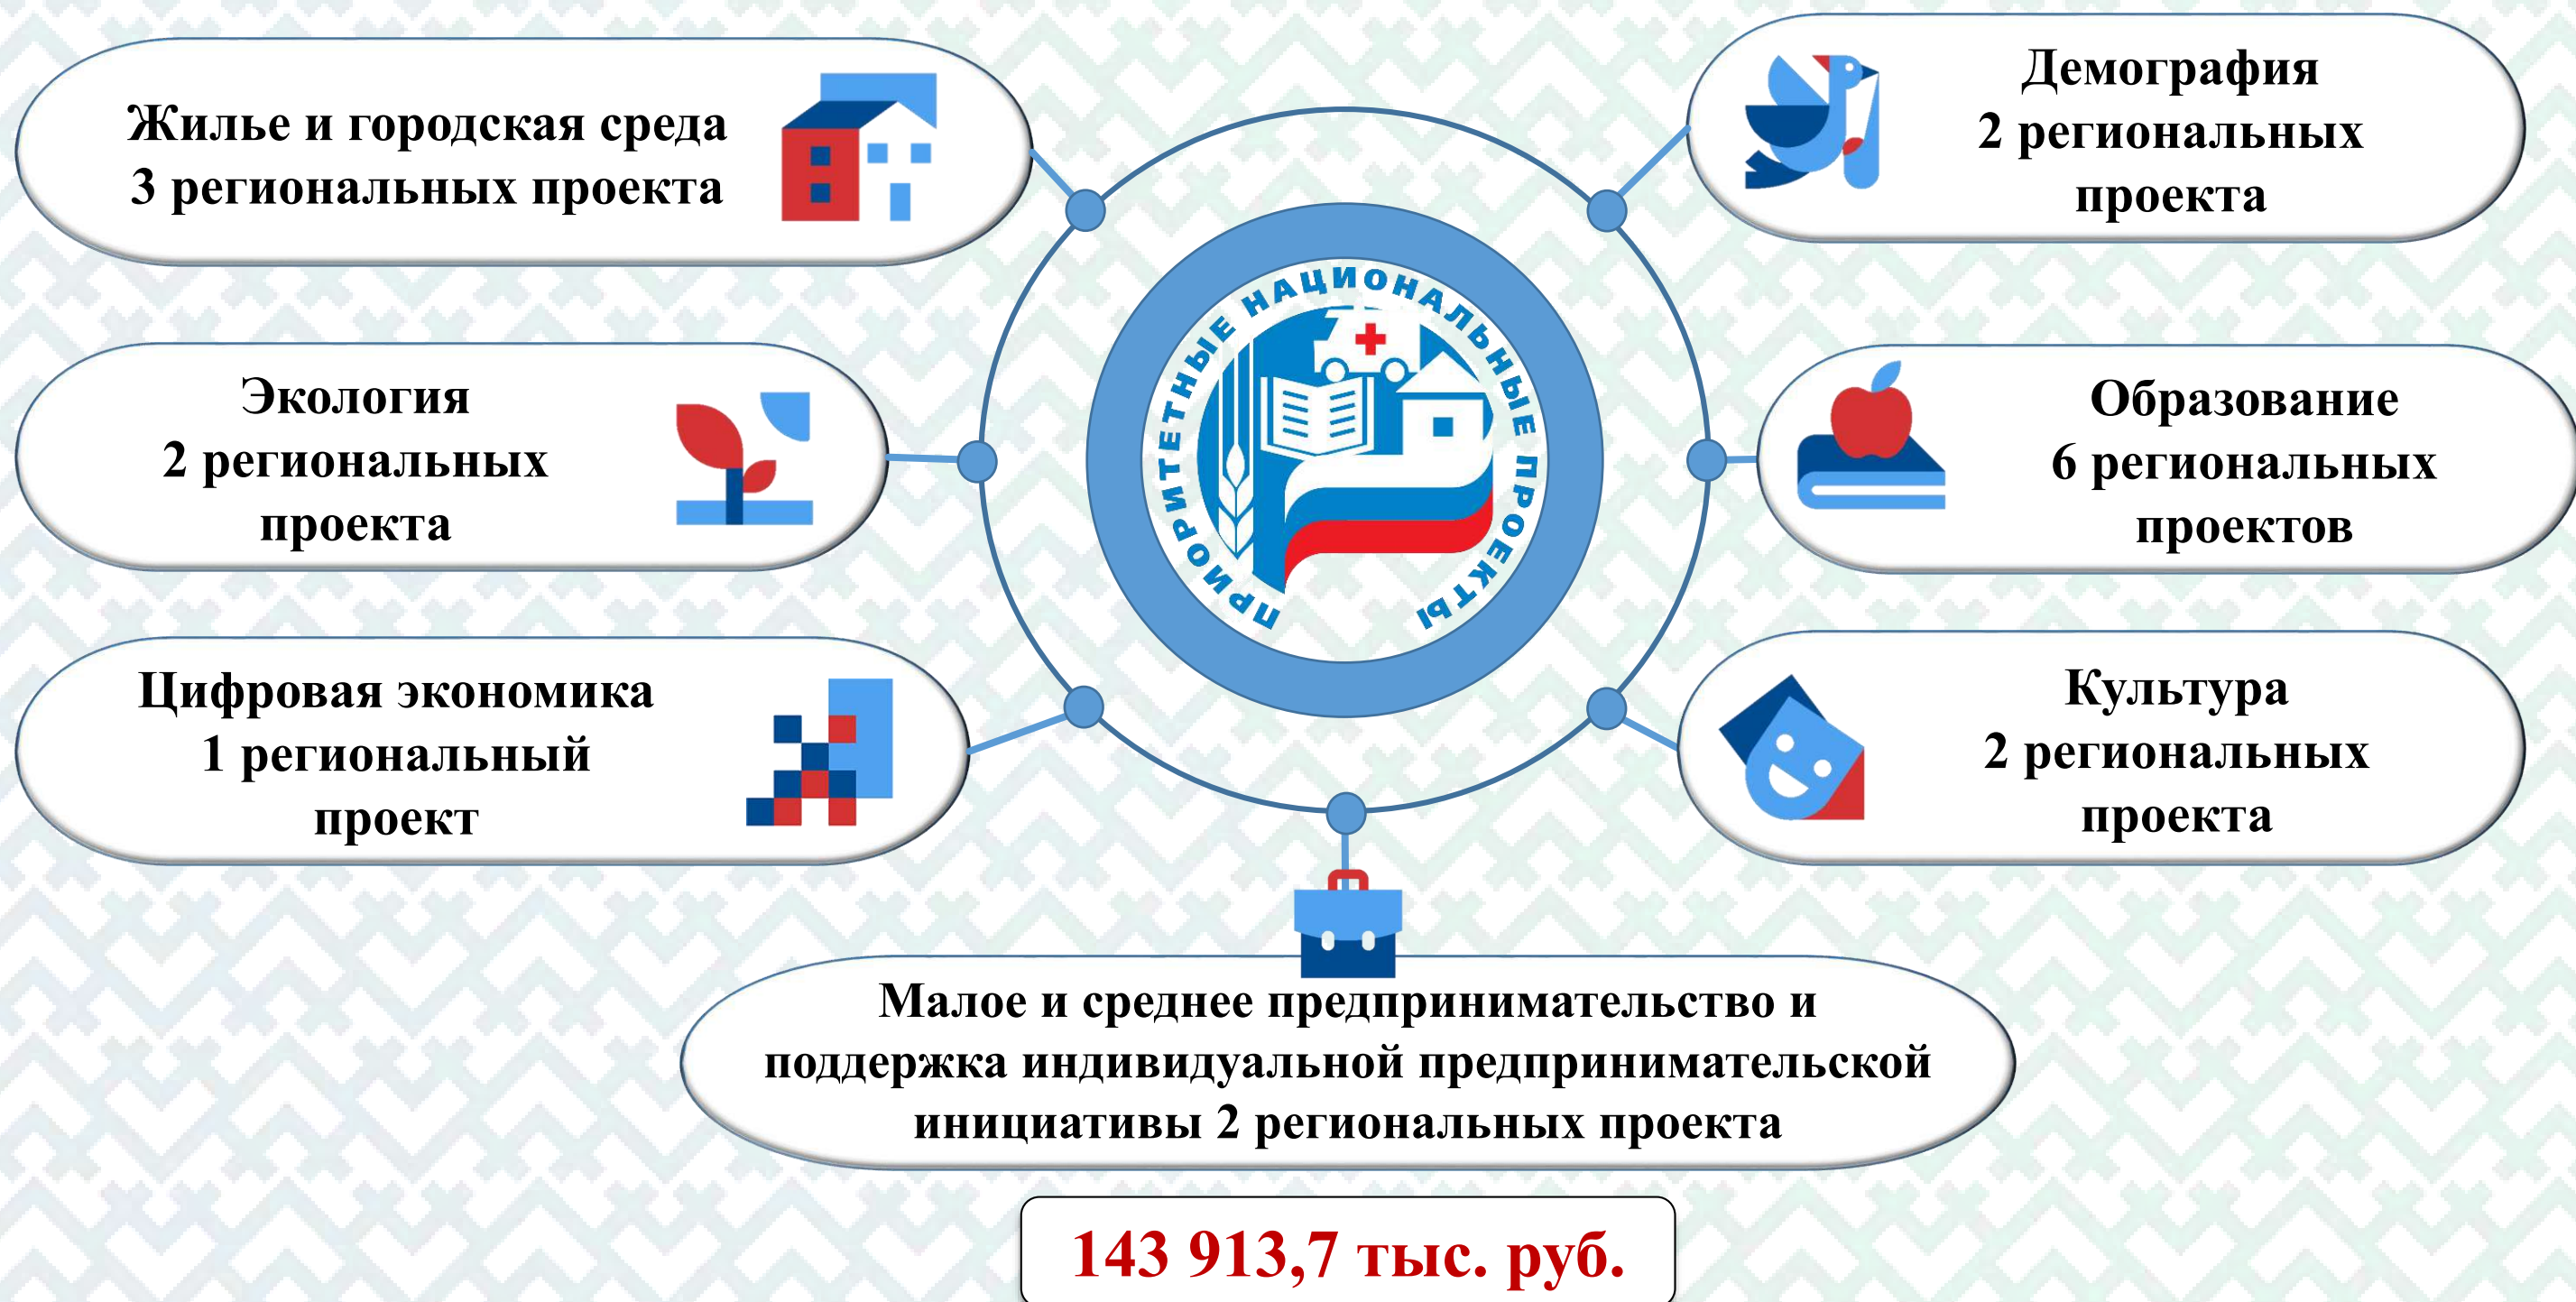 Жилье и городская среда
3 региональных проекта
Демография
2 региональных
проекта
ПРИОРИТЕТНЫЕ НАЦИОНАЛЬНЫЕ ПРОЕКТЫ
Экология
2 региональных
проекта
Образование
6 региональных
проектов
Цифровая экономика
1 региональный
проект
Культура
2 региональных
проекта
Малое и среднее предпринимательство и
поддержка индивидуальной предпринимательской
инициативы 2 региональных проекта
143 913,7 тыс. руб.